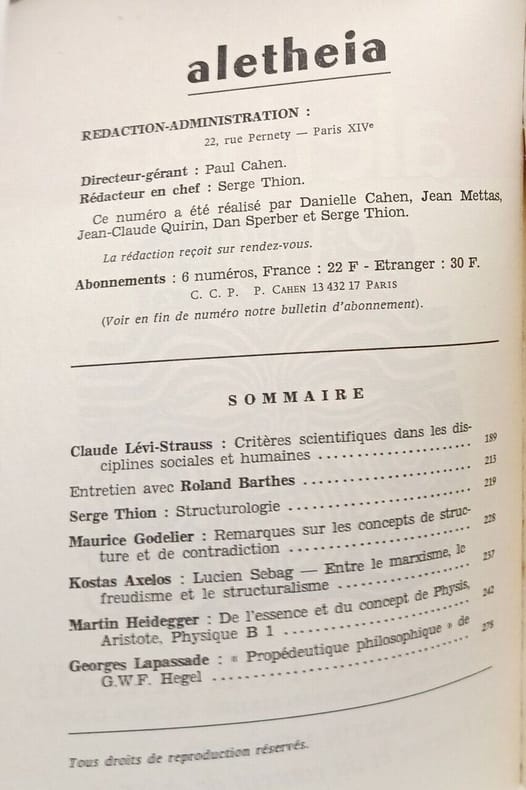 aletheia
REDACTION-ADMINISTRATION :
22, rue Pernety — Paris XIVe
Directeur-gérant : Paul Cahen.
Rédacteur en chef : Serge Thion.
Ce numéro a été réalisé par Danielle Cahen, Jean Mettas,
Jean-Claude Quirin, Dan Sperber et Serge Thion.
La rédaction reçoit sur rendez-vous.
Abonnements : 6 numéros, France : 22 F - Etranger : 30 F.
C. C. P. P. CAHEN 13 432 17 PARIS
(Voir en fin de numéro notre bulletin d'abonnement).
SOMMAIRE
Claude Lévi-Strauss : Critères scientifiques dans les dis-
ciplines sociales et humaines .................... 189
Entretien avec Roland Barthes .................... 213
Serge Thion : Structurologie .................... 219
Maurice Godelier : Remarques sur les concepts de struc-
ture et de contradiction .................... 228
Kostas Axelos : Lucien Sebag — Entre le marxisme, le
freudisme et le structuralisme .................... 237
Martin Heidegger : De l'essence et du concept de Physis,
Aristote, Physique B 1 .................... 242
Georges Lapassade : « Propédeutique philosophique » de
G.W.F. Hegel ....................
Tous droits de reproduction réservés.